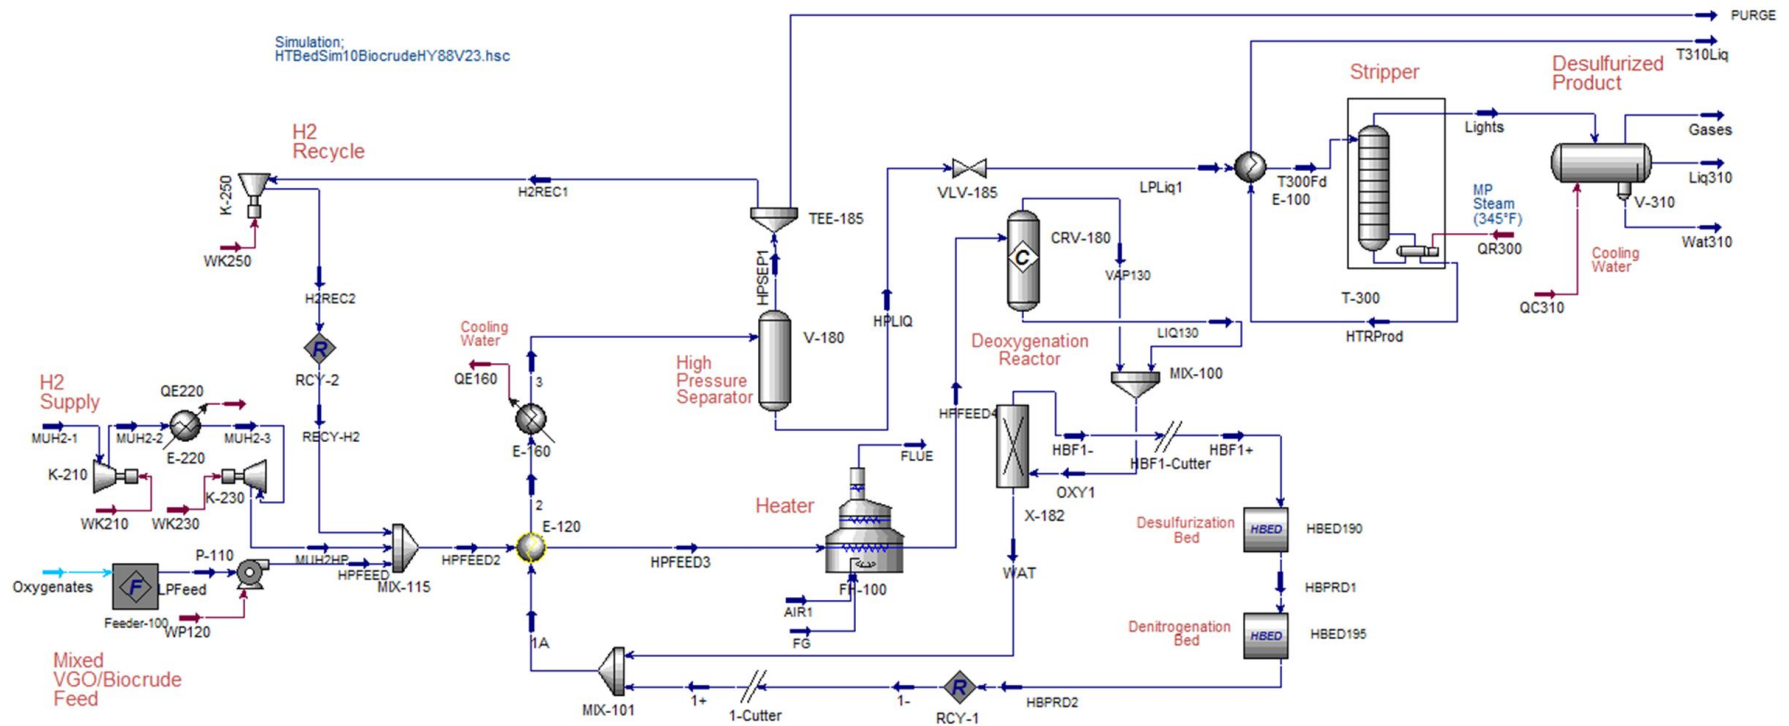 PURGE
Simulation;
HTBedSim10BiocrudeHY88V23.hsc
T310Liq
Stripper
Desulfurized
Product
H2
Recycle
Lights
Gases
K-250
H2REC1
VLV-185
LPLiq1
T300Fd
E-100
MP
Steam
(345°F)
Liq310
V-310
TEE-185
CRV-180
C
WK250
HPSEP1
VAP130
QR300
Wat310
Cooling
Water
H2REC2
T-300
QC310
HPLIQ
R
Cooling
Water
V-180
LIQ130
HTRProd
RCY-2
QE160
High
Pressure
Separator
Deoxygenation
Reactor
MIX-100
H2
Supply
QE220
3
HPFEED4
MUH2-1
MUH2-2
MUH2-3
RECY-H2
E-220
E-160
FLUE
HBF1-
HBF1-Cutter
HBF1+
K-210
K-230
2
OXY1
X-182
WK210
WK230
Heater
Desulfurization
Bed
HBED
HBED190
E-120
P-110
MUH2HP
HPFEED2
HPFEED3
WAT
Oxygenates
F
LPFeed
HPFEED
MIX-115
FH-100
HBPRD1
Feeder-100
WP120
AIR1
FG
Denitrogenation
Bed
HBED
HBED195
1A
Mixed
VGO/Biocrude
Feed
MIX-101
1+
1-Cutter
1-
R
RCY-1
HBPRD2